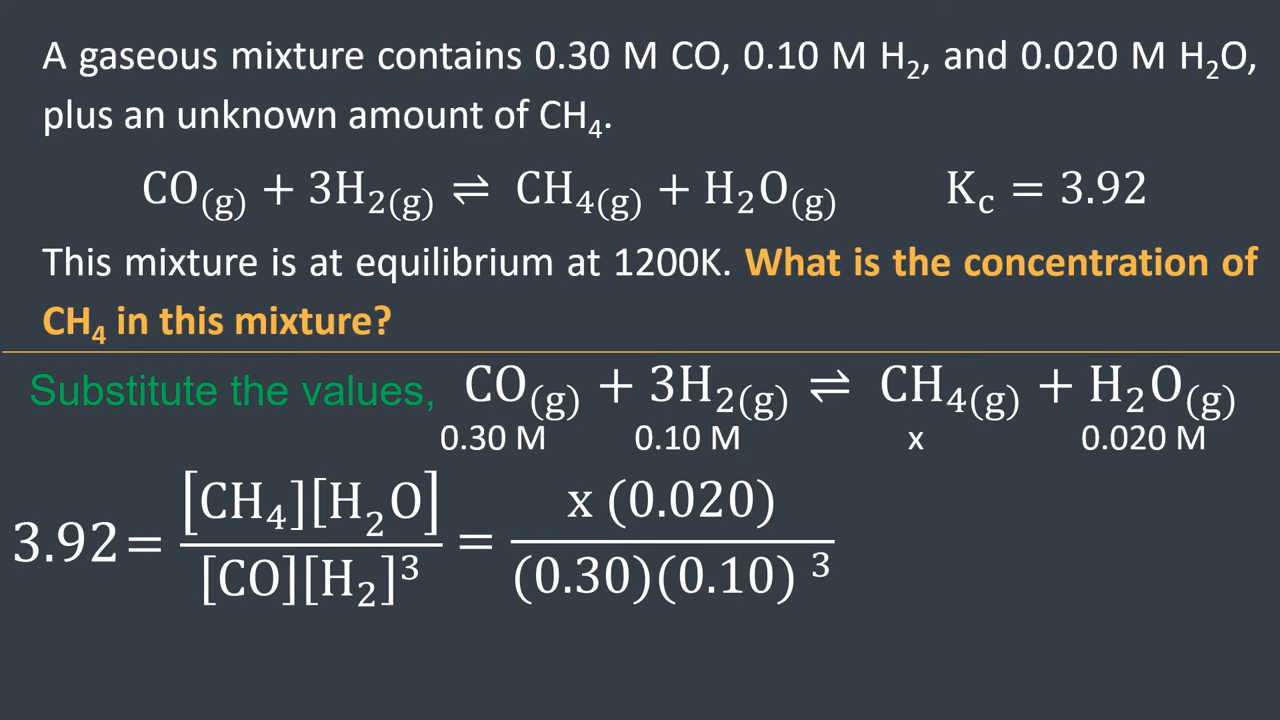 A gaseous mixture contains 0.30 M CO, 0.10 M H₂, and 0.020 M H₂O,
plus an unknown amount of CH₄.
CO₍g₎ + 3H₂₍g₎ ⇌ CH₄₍g₎ + H₂O₍g₎ K_c = 3.92
This mixture is at equilibrium at 1200K. What is the concentration of
CH₄ in this mixture?
Substitute the values, CO₍g₎ + 3H₂₍g₎ ⇌ CH₄₍g₎ + H₂O₍g₎
0.30 M 0.10 M x 0.020 M
3.92 = [CH₄][H₂O] / [CO][H₂]³ = x (0.020) / (0.30)(0.10)³